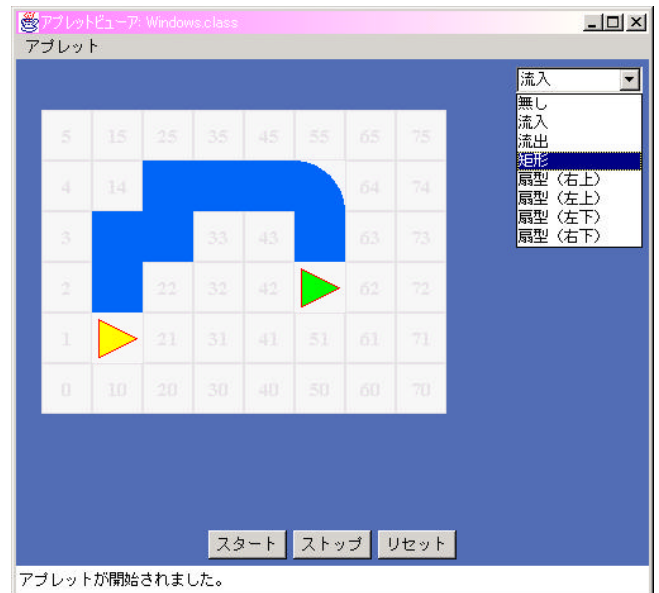 アプレットビューア: Windows.class
アプレット
流入
無し
流入
流出
矩形
扇型（右上）
扇型（左上）
扇型（左下）
扇型（右下）
5 15 25 35 45 55 65 75
4 14 64 74
3 33 43 63 73
2 22 32 42 62 72
1 21 31 41 51 61 71
0 10 20 30 40 50 60 70
スタート ストップ リセット
アプレットが開始されました。